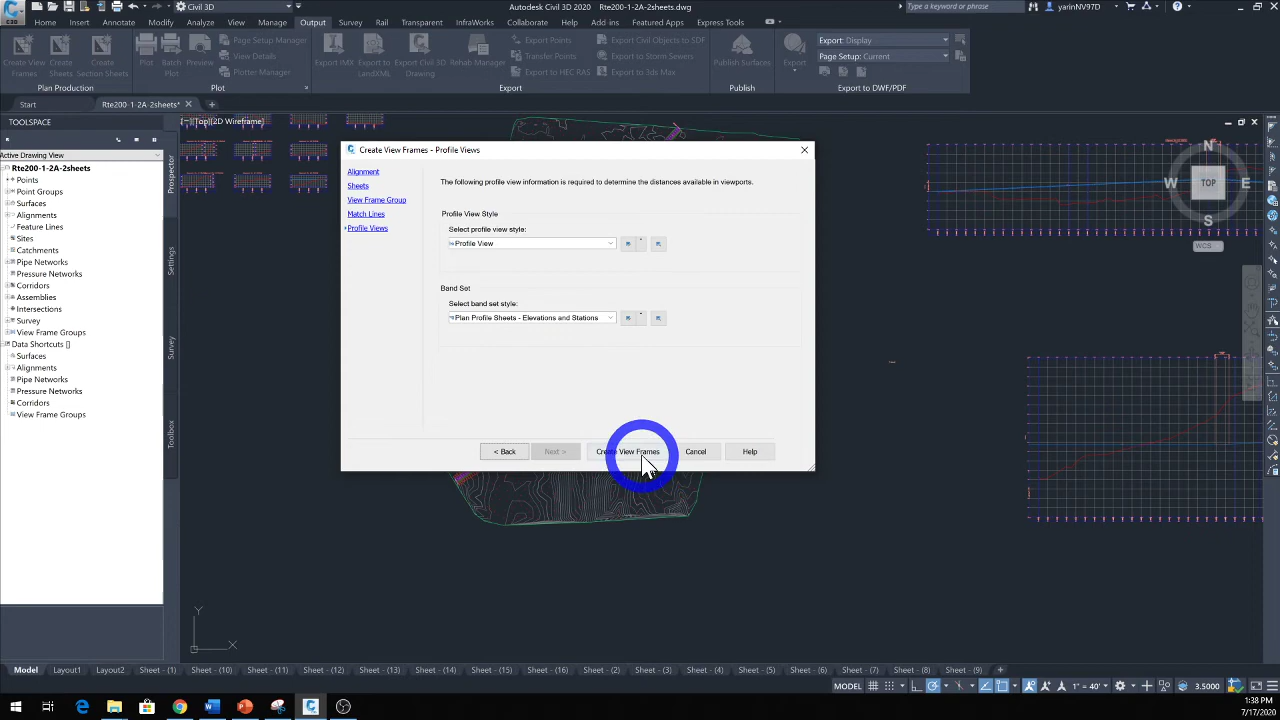 C3D
Civil 3D
Autodesk Civil 3D 2020 Rte200-1-2A-2sheets.dwg
Type a keyword or phrase
yarinNV97D
Home Insert Annotate Modify Analyze View Manage Output Survey Rail Transparent InfraWorks Collaborate Help Add-ins Featured Apps Express Tools
Create View Frames
Create Sheets
Create Section Sheets
Plan Production
Plot
Batch Plot
Preview
Page Setup Manager
View Details
Plotter Manager
Plot
Export IMX
Export to LandXML
Export Civil 3D Drawing
Rehab Manager
Export Points
Transfer Points
Export to HEC RAS
Export Civil Objects to SDF
Export to Storm Sewers
Export to 3ds Max
Export
Publish Surfaces
Publish
Export
Export: Display
Page Setup: Current
Export to DWF/PDF
Start Rte200-1-2A-2sheets*
TOOLSPACE
Active Drawing View
Rte200-1-2A-2sheets
Points
Point Groups
Surfaces
Alignments
Feature Lines
Sites
Catchments
Pipe Networks
Pressure Networks
Corridors
Assemblies
Intersections
Survey
View Frame Groups
Data Shortcuts []
Surfaces
Alignments
Pipe Networks
Pressure Networks
Corridors
View Frame Groups
Prospector
Settings
Survey
Toolbox
[−][Top][2D Wireframe]
Create View Frames - Profile Views
Alignment
Sheets
View Frame Group
Match Lines
Profile Views
The following profile view information is required to determine the distances available in viewports.
Profile View Style
Select profile view style:
Profile View
Band Set
Select band set style:
Plan Profile Sheets - Elevations and Stations
< Back Next > Create View Frames Cancel Help
N
W TOP E
S
WCS
Y
X
Model Layout1 Layout2 Sheet - (1) Sheet - (10) Sheet - (11) Sheet - (12) Sheet - (13) Sheet - (14) Sheet - (15) Sheet - (16) Sheet - (2) Sheet - (3) Sheet - (4) Sheet - (5) Sheet - (6) Sheet - (7) Sheet - (8) Sheet - (9)
MODEL 1" = 40' 3.5000
1:38 PM
7/17/2020